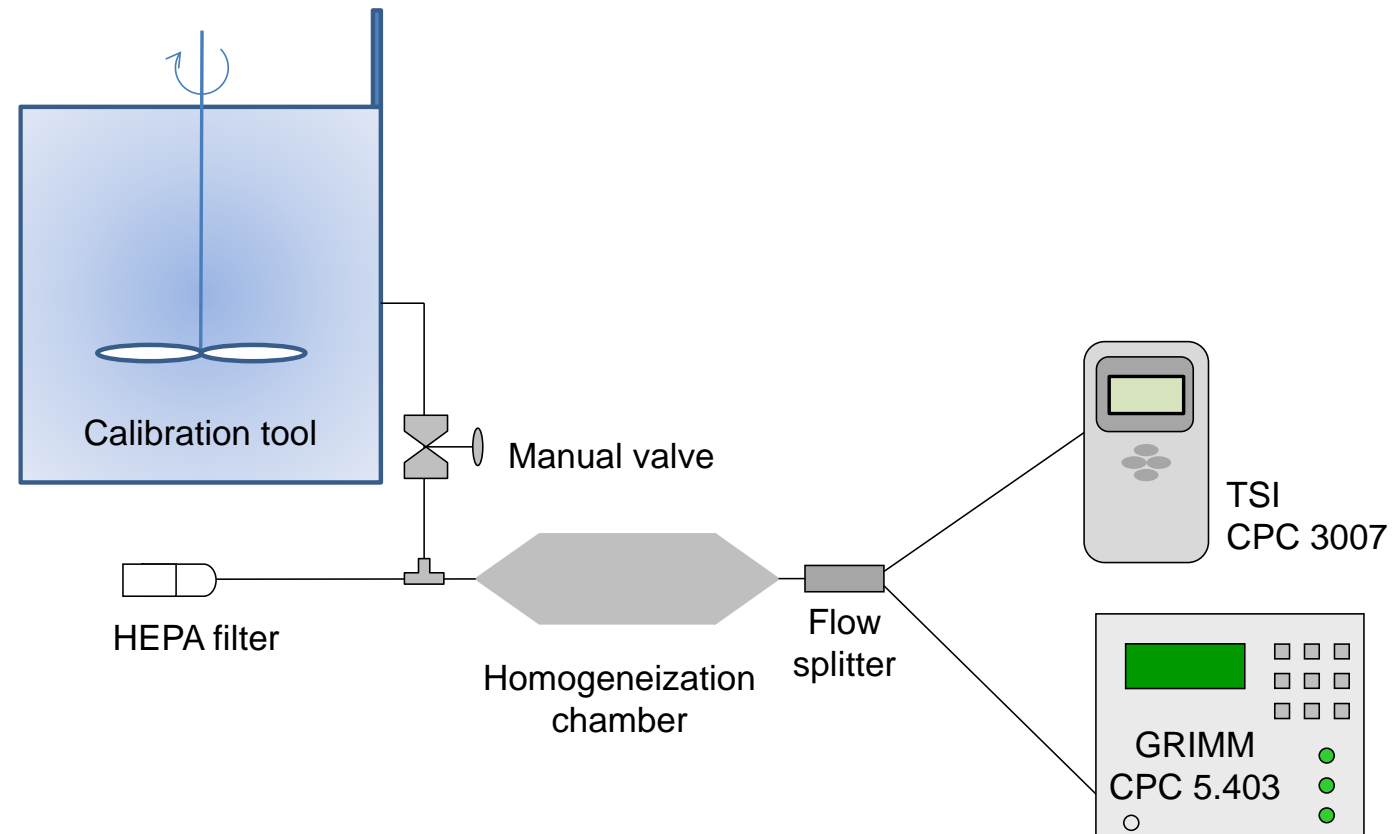 Calibration tool
Manual valve
TSI
CPC 3007
HEPA filter
Flow
splitter
Homogeneization
chamber
GRIMM
CPC 5.403